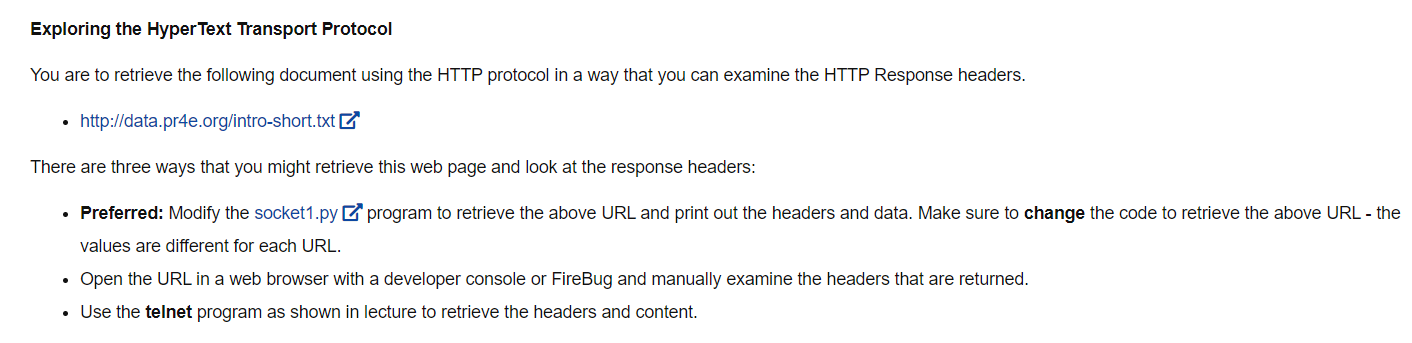 Exploring the HyperText Transport Protocol
You are to retrieve the following document using the HTTP protocol in a way that you can examine the HTTP Response headers.
• http://data.pr4e.org/intro-short.txt
There are three ways that you might retrieve this web page and look at the response headers:
• Preferred: Modify the socket1.py program to retrieve the above URL and print out the headers and data. Make sure to change the code to retrieve the above URL - the
values are different for each URL.
• Open the URL in a web browser with a developer console or FireBug and manually examine the headers that are returned.
• Use the telnet program as shown in lecture to retrieve the headers and content.